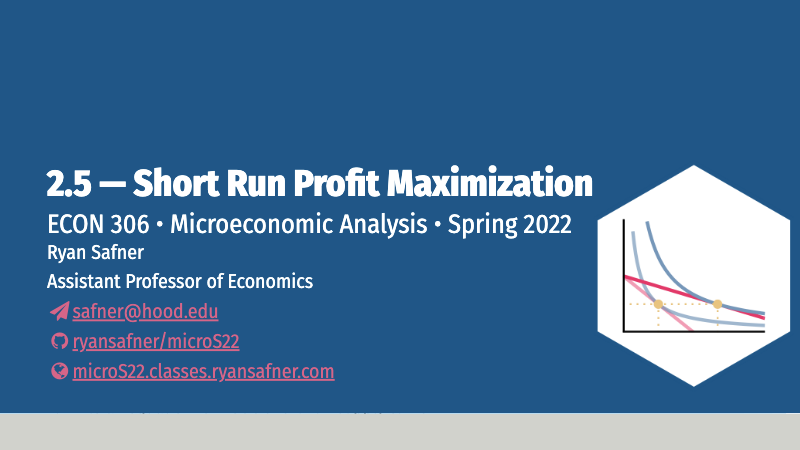 2.5 — Short Run Profit Maximization
ECON 306 • Microeconomic Analysis • Spring 2022
Ryan Safner
Assistant Professor of Economics
safner@hood.edu
ryansafner/microS22
microS22.classes.ryansafner.com